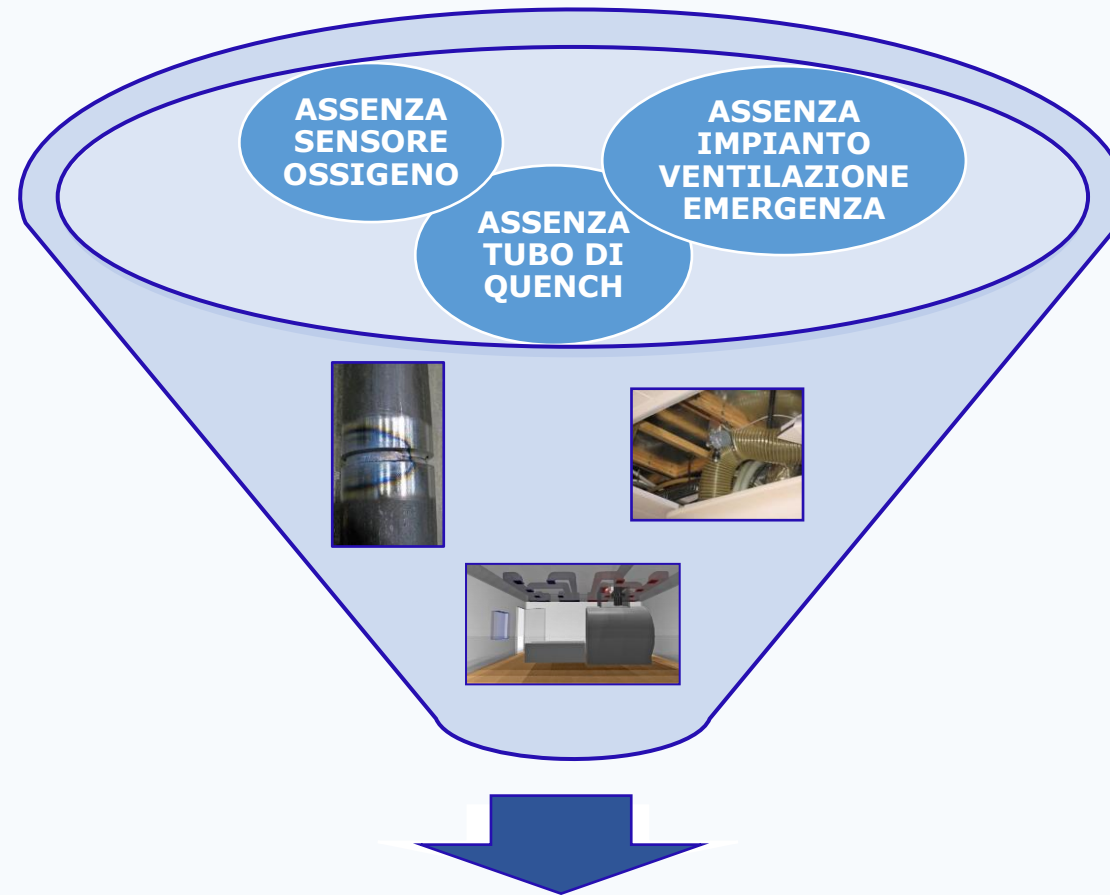 ASSENZA
SENSORE
OSSIGENO
ASSENZA
IMPIANTO
VENTILAZIONE
EMERGENZA
ASSENZA
TUBO DI
QUENCH